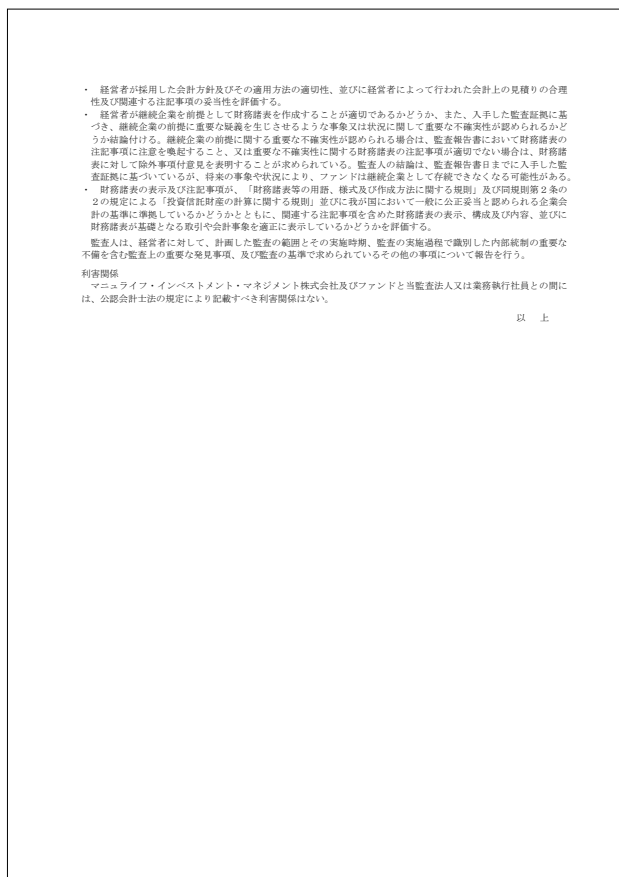 ・　経営者が採用した会計方針及びその適用方法の適切性、並びに経営者によって行われた会計上の見積りの合理
性及び関連する注記事項の妥当性を評価する。
・　経営者が継続企業を前提として財務諸表を作成することが適切であるかどうか、また、入手した監査証拠に基
づき、継続企業の前提に重要な疑義を生じさせるような事象又は状況に関して重要な不確実性が認められるかど
うか結論付ける。継続企業の前提に関する重要な不確実性が認められる場合は、監査報告書において財務諸表の
注記事項に注意を喚起すること、又は重要な不確実性に関する財務諸表の注記事項が適切でない場合は、財務諸
表に対して除外事項付意見を表明することが求められている。監査人の結論は、監査報告書日までに入手した監
査証拠に基づいているが、将来の事象や状況により、ファンドは継続企業として存続できなくなる可能性がある。
・　財務諸表の表示及び注記事項が、「財務諸表等の用語、様式及び作成方法に関する規則」及び同規則第２条の
２の規定による「投資信託財産の計算に関する規則」並びに我が国において一般に公正妥当と認められる企業会
計の基準に準拠しているかどうかとともに、関連する注記事項を含めた財務諸表の表示、構成及び内容、並びに
財務諸表が基礎となる取引や会計事象を適正に表示しているかどうかを評価する。
監査人は、経営者に対して、計画した監査の範囲とその実施時期、監査の実施過程で識別した内部統制の重要な
不備を含む監査上の重要な発見事項、及び監査の基準で求められているその他の事項について報告を行う。
利害関係
マニュライフ・インベストメント・マネジメント株式会社及びファンドと当監査法人又は業務執行社員との間に
は、公認会計士法の規定により記載すべき利害関係はない。
以　上